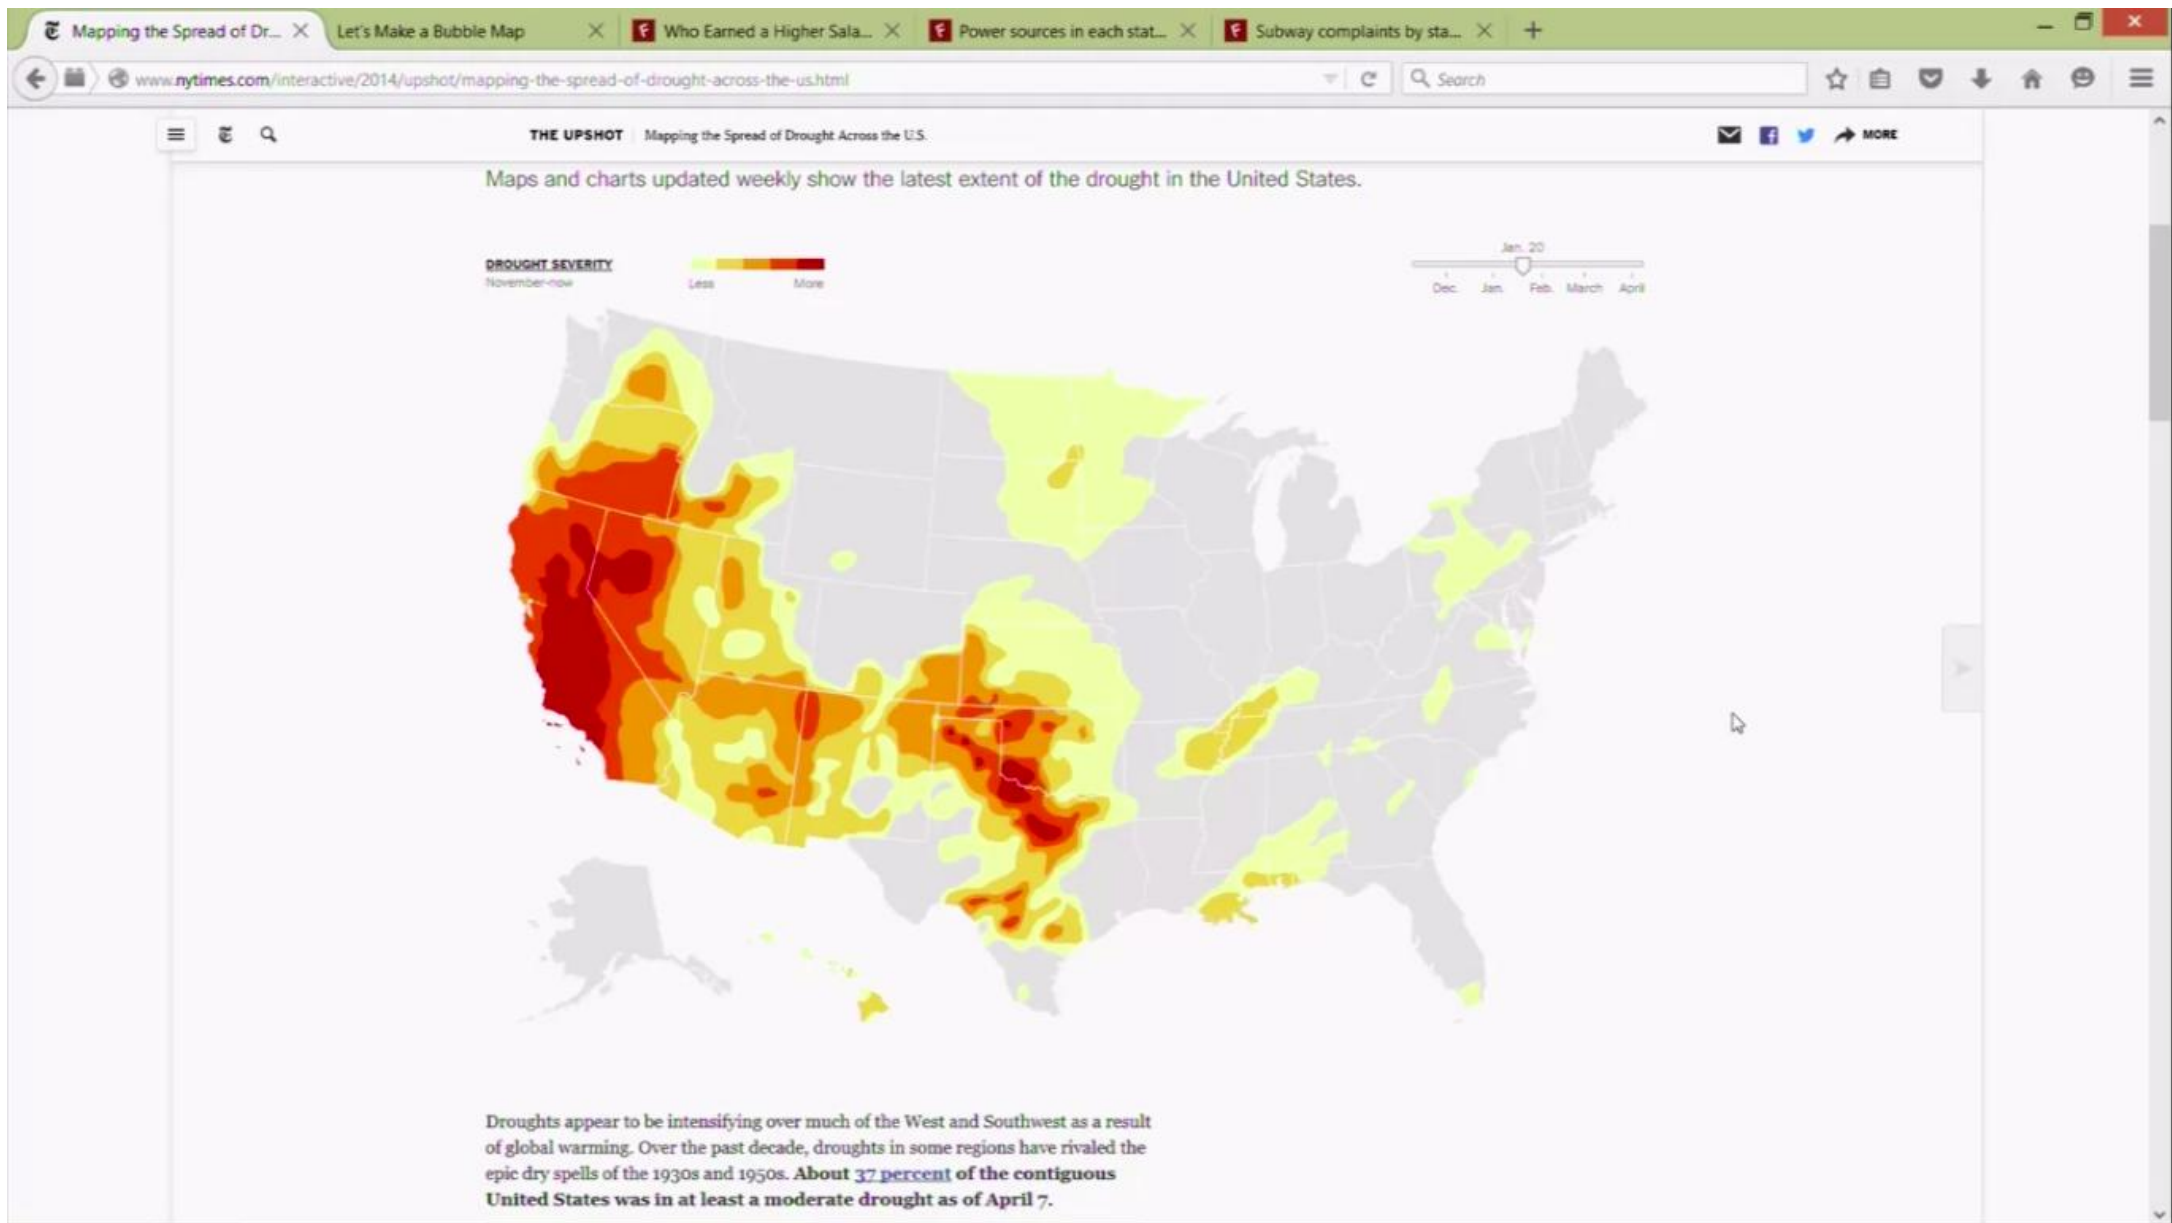 Mapping the Spread of Dr...
Let's Make a Bubble Map
Who Earned a Higher Sala...
Power sources in each stat...
Subway complaints by sta...
www.nytimes.com/interactive/2014/upshot/mapping-the-spread-of-drought-across-the-us.html
Search
THE UPSHOT
Mapping the Spread of Drought Across the U.S.
MORE
Maps and charts updated weekly show the latest extent of the drought in the United States.
DROUGHT SEVERITY
November-now
Less
More
Jan. 20
Dec.
Jan.
Feb.
March
April
Droughts appear to be intensifying over much of the West and Southwest as a result
of global warming. Over the past decade, droughts in some regions have rivaled the
epic dry spells of the 1930s and 1950s. About 37 percent of the contiguous
United States was in at least a moderate drought as of April 7.